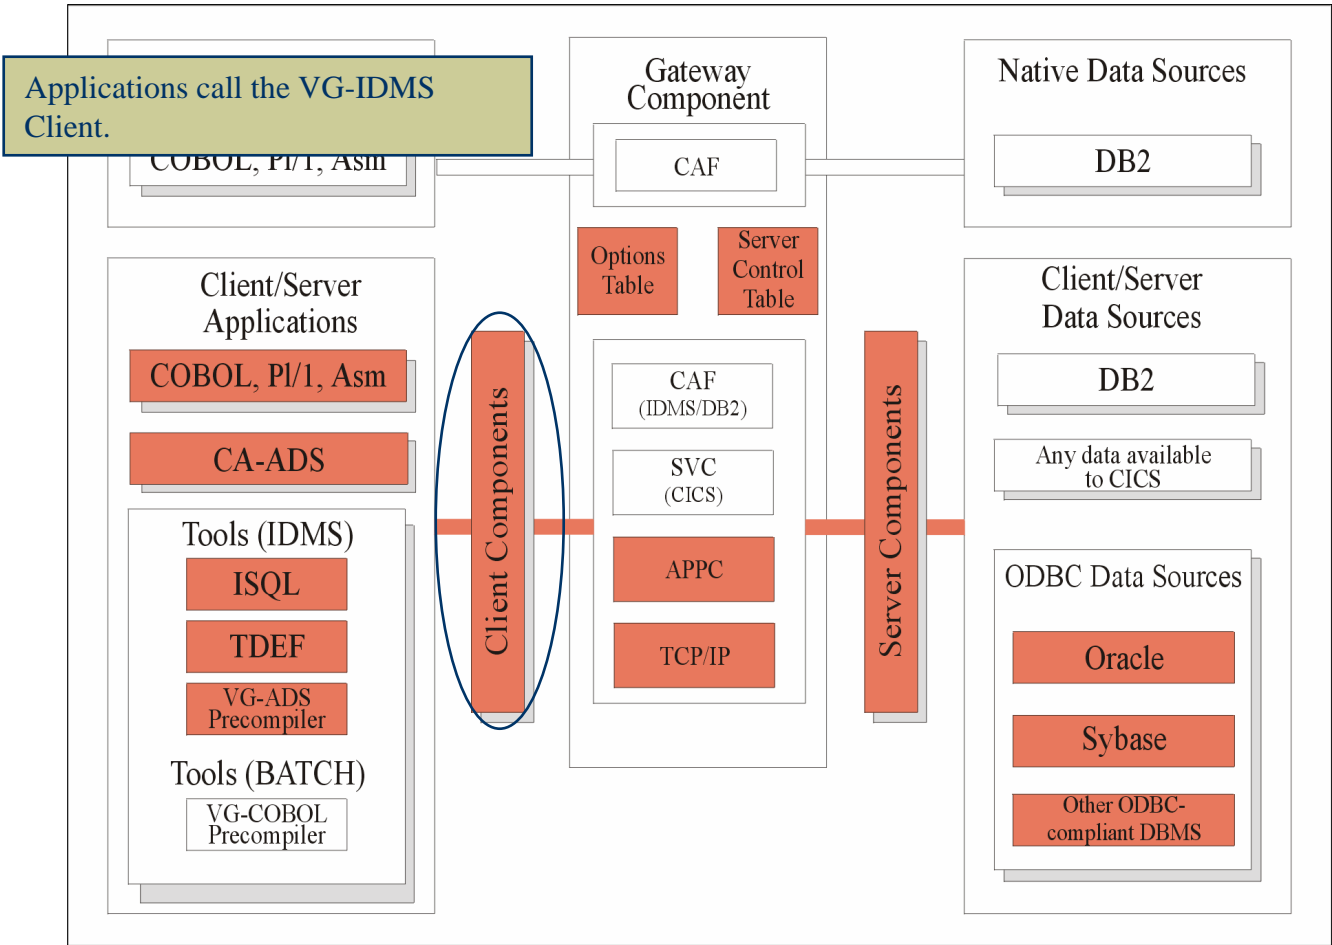 Applications call the VG-IDMS
Client.
COBOL, Pl/1, Asm
Gateway
Component
CAF
Native Data Sources
DB2
Options
Table
Server
Control
Table
Client/Server
Applications
COBOL, Pl/1, Asm
CA-ADS
Tools (IDMS)
ISQL
TDEF
VG-ADS
Precompiler
Tools (BATCH)
VG-COBOL
Precompiler
Client Components
CAF
(IDMS/DB2)
SVC
(CICS)
APPC
TCP/IP
Server Components
Client/Server
Data Sources
DB2
Any data available
to CICS
ODBC Data Sources
Oracle
Sybase
Other ODBC-
compliant DBMS